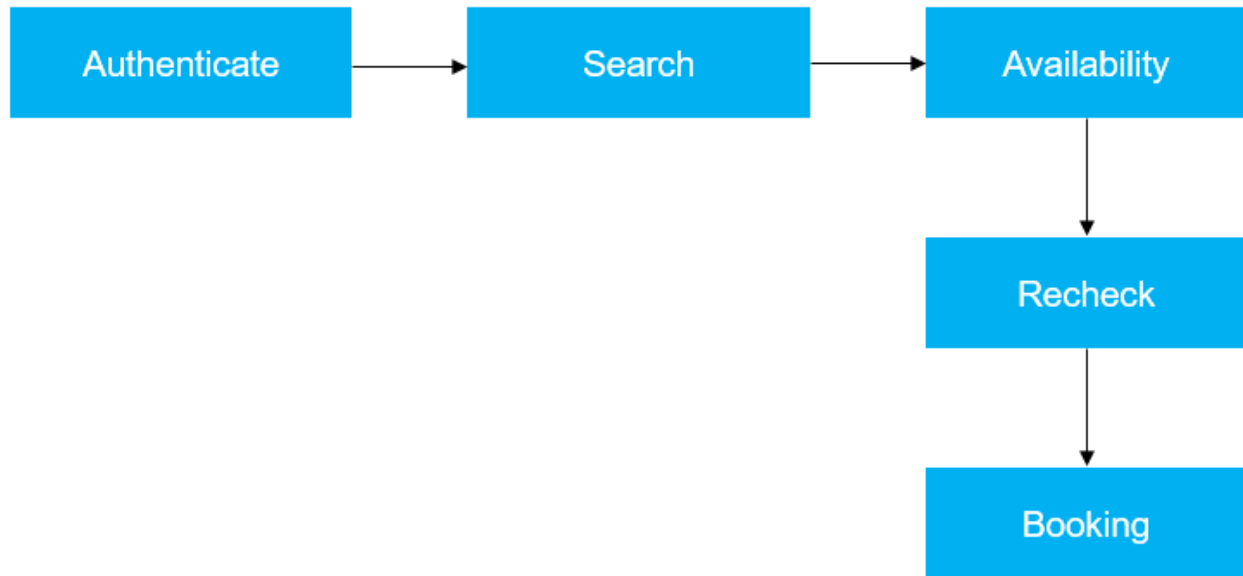 Authenticate
Search
Availability
Recheck
Booking